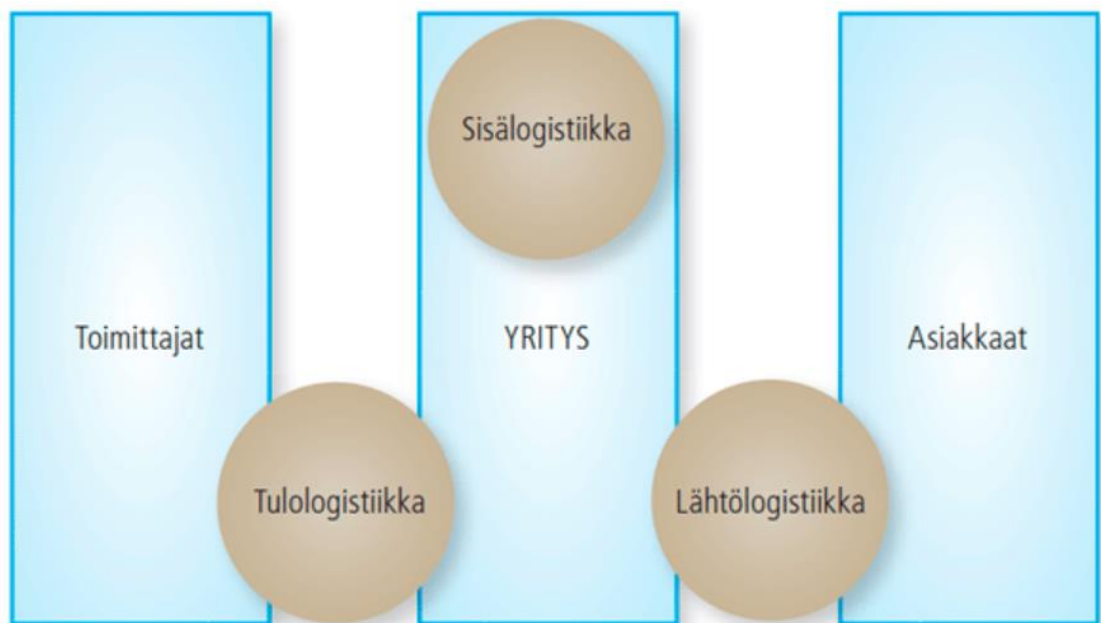 Sisälogistiikka
Toimittajat
YRITYS
Asiakkaat
Tulologistiikka
Lähtölogistiikka